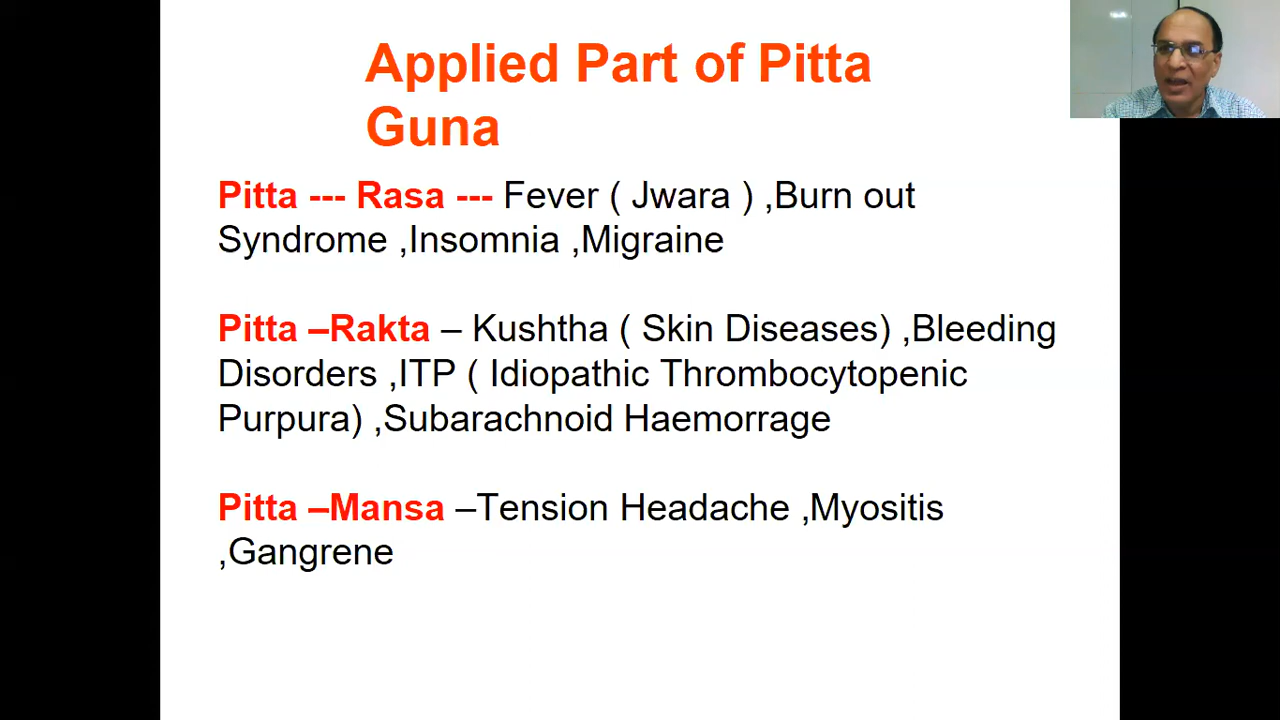 Applied Part of Pitta
Guna
Pitta --- Rasa --- Fever ( Jwara ) ,Burn out
Syndrome ,Insomnia ,Migraine
Pitta –Rakta – Kushtha ( Skin Diseases) ,Bleeding
Disorders ,ITP ( Idiopathic Thrombocytopenic
Purpura) ,Subarachnoid Haemorrage
Pitta –Mansa –Tension Headache ,Myositis
,Gangrene